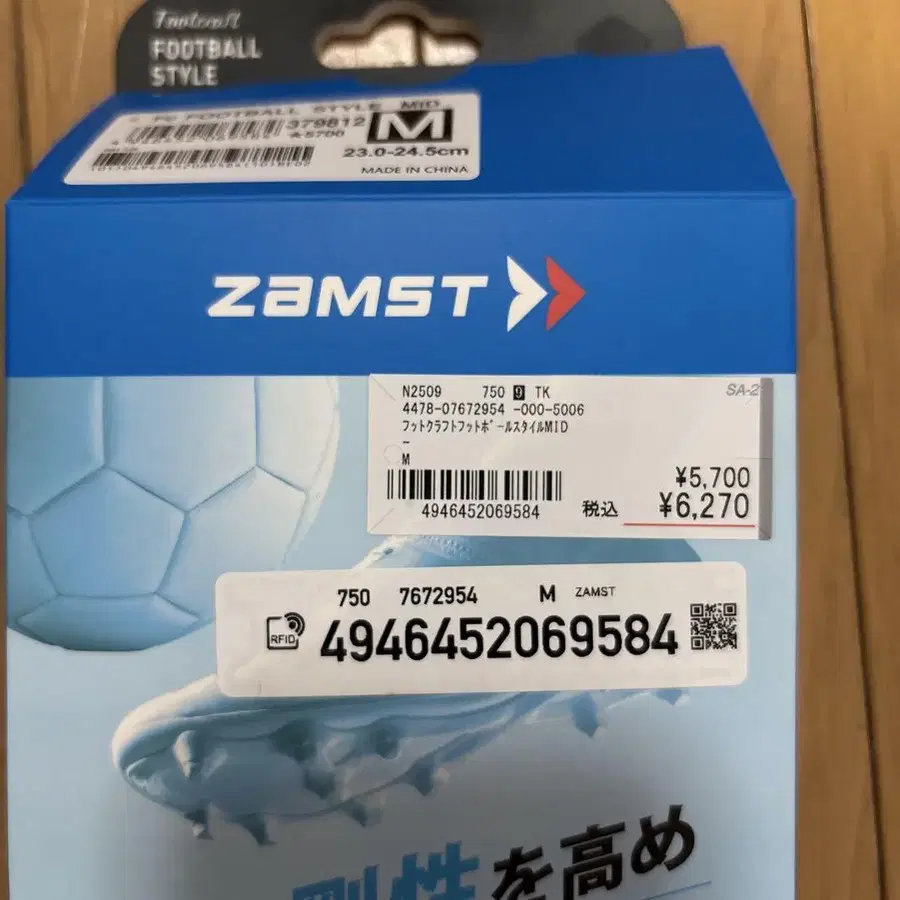 Footcraft
FOOTBALL
STYLE
FC FOOTBALL STYLE MID
379812
★5700
M
23.0-24.5cm
MADE IN CHINA
ZAMST
N2509 750 9 TK
SA-2
4478-07672954 -000-5006
フットクラフトフットボールスタイルMID
-
M
¥5,700
4946452069584
税込 ¥6,270
750 7672954 M ZAMST
RFID
4946452069584
剛性を高め